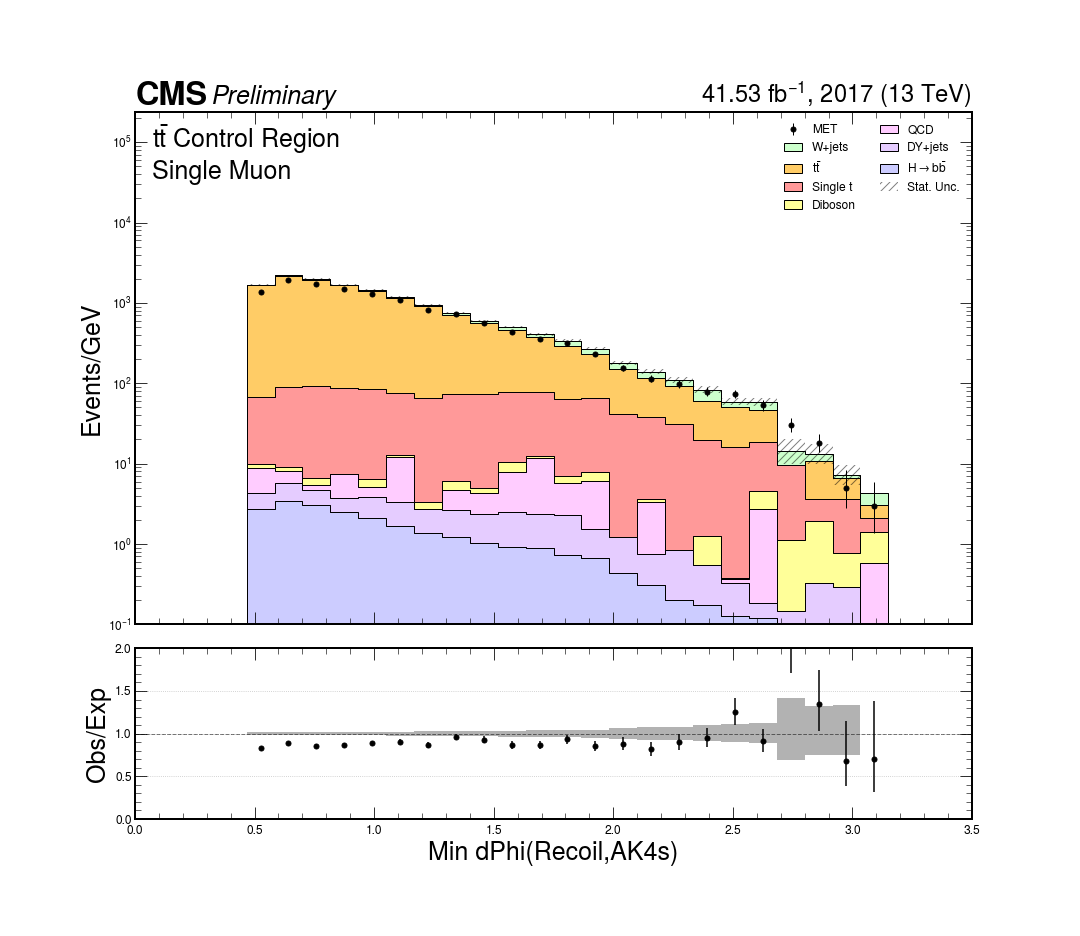 CMS Preliminary
41.53 fb⁻¹, 2017 (13 TeV)
tt̄ Control Region
Single Muon
MET
W+jets
tt̄
Single t
Diboson
QCD
DY+jets
H→bb̄
Stat. Unc.
10⁵
10⁴
10³
10²
10¹
10⁰
10⁻¹
Events/GeV
2.0
1.5
1.0
0.5
0.0
Obs/Exp
0.0 0.5 1.0 1.5 2.0 2.5 3.0 3.5
Min dPhi(Recoil,AK4s)